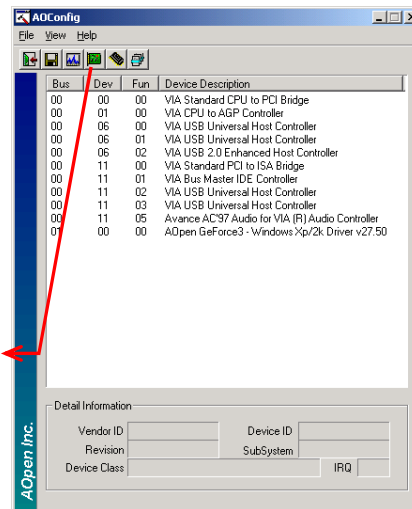 AOConfig
File View Help
Bus Dev Fun Device Description
00 00 00 VIA Standard CPU to PCI Bridge
00 01 00 VIA CPU to AGP Controller
00 06 00 VIA USB Universal Host Controller
00 06 01 VIA USB Universal Host Controller
00 06 02 VIA USB 2.0 Enhanced Host Controller
00 11 00 VIA Standard PCI to ISA Bridge
00 11 01 VIA Bus Master IDE Controller
00 11 02 VIA USB Universal Host Controller
00 11 03 VIA USB Universal Host Controller
00 11 05 Avance AC'97 Audio for VIA (R) Audio Controller
01 00 00 AOpen GeForce3 - Windows Xp/2k Driver v27.50
Detail Information
Vendor ID Device ID
Revision SubSystem
Device Class IRQ
AOpen Inc.